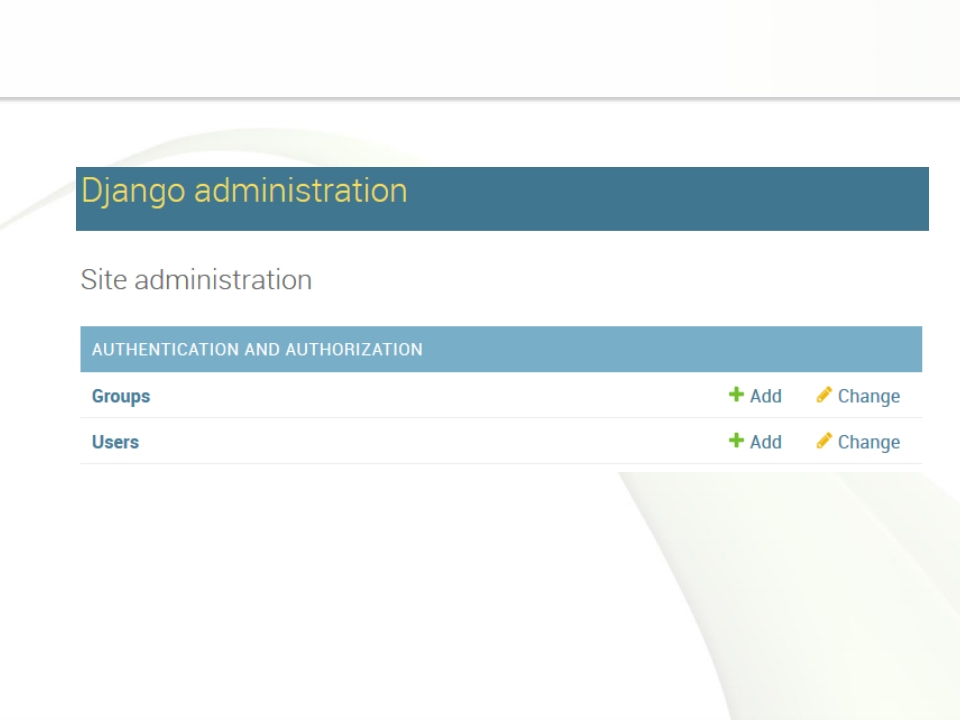 Django administration
Site administration
AUTHENTICATION AND AUTHORIZATION
Groups Add Change
Users Add Change